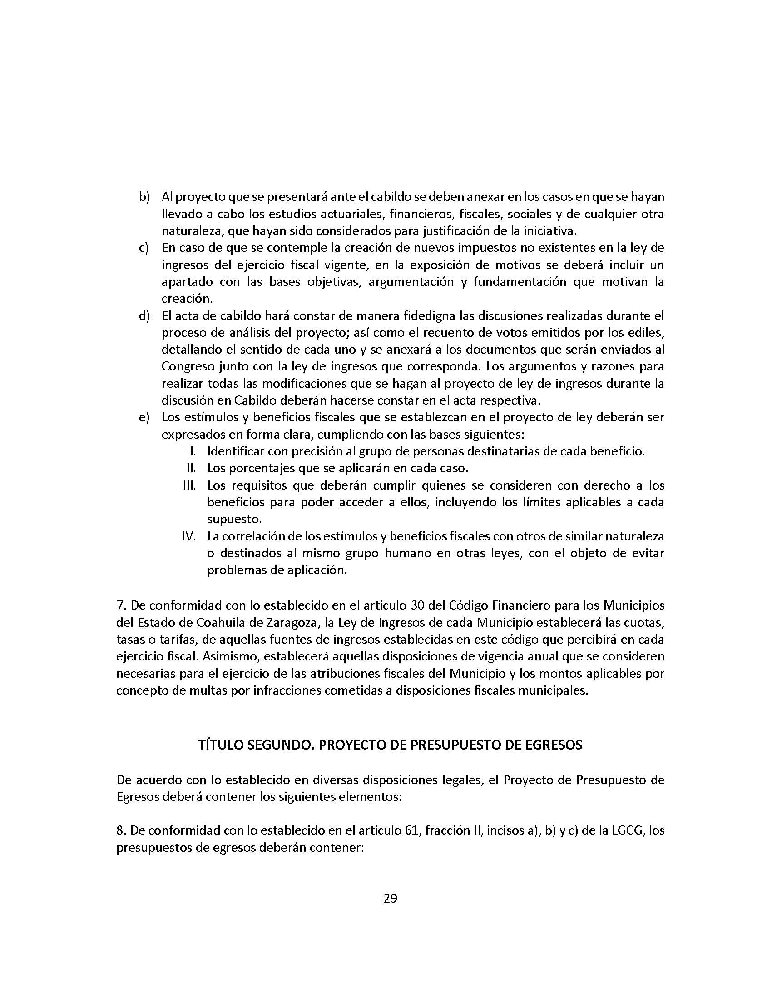 b) Al proyecto que se presentará ante el cabildo se deben anexar en los casos en que se hayan
llevado a cabo los estudios actuariales, financieros, fiscales, sociales y de cualquier otra
naturaleza, que hayan sido considerados para justificación de la iniciativa.
c) En caso de que se contemple la creación de nuevos impuestos no existentes en la ley de
ingresos del ejercicio fiscal vigente, en la exposición de motivos se deberá incluir un
apartado con las bases objetivas, argumentación y fundamentación que motivan la
creación.
d) El acta de cabildo hará constar de manera fidedigna las discusiones realizadas durante el
proceso de análisis del proyecto; así como el recuento de votos emitidos por los ediles,
detallando el sentido de cada uno y se anexará a los documentos que serán enviados al
Congreso junto con la ley de ingresos que corresponda. Los argumentos y razones para
realizar todas las modificaciones que se hagan al proyecto de ley de ingresos durante la
discusión en Cabildo deberán hacerse constar en el acta respectiva.
e) Los estímulos y beneficios fiscales que se establezcan en el proyecto de ley deberán ser
expresados en forma clara, cumpliendo con las bases siguientes:
I. Identificar con precisión al grupo de personas destinatarias de cada beneficio.
II. Los porcentajes que se aplicarán en cada caso.
III. Los requisitos que deberán cumplir quienes se consideren con derecho a los
beneficios para poder acceder a ellos, incluyendo los límites aplicables a cada
supuesto.
IV. La correlación de los estímulos y beneficios fiscales con otros de similar naturaleza
o destinados al mismo grupo humano en otras leyes, con el objeto de evitar
problemas de aplicación.
7. De conformidad con lo establecido en el artículo 30 del Código Financiero para los Municipios
del Estado de Coahuila de Zaragoza, la Ley de Ingresos de cada Municipio establecerá las cuotas,
tasas o tarifas, de aquellas fuentes de ingresos establecidas en este código que percibirá en cada
ejercicio fiscal. Asimismo, establecerá aquellas disposiciones de vigencia anual que se consideren
necesarias para el ejercicio de las atribuciones fiscales del Municipio y los montos aplicables por
concepto de multas por infracciones cometidas a disposiciones fiscales municipales.
TÍTULO SEGUNDO. PROYECTO DE PRESUPUESTO DE EGRESOS
De acuerdo con lo establecido en diversas disposiciones legales, el Proyecto de Presupuesto de
Egresos deberá contener los siguientes elementos:
8. De conformidad con lo establecido en el artículo 61, fracción II, incisos a), b) y c) de la LGCG, los
presupuestos de egresos deberán contener:
29